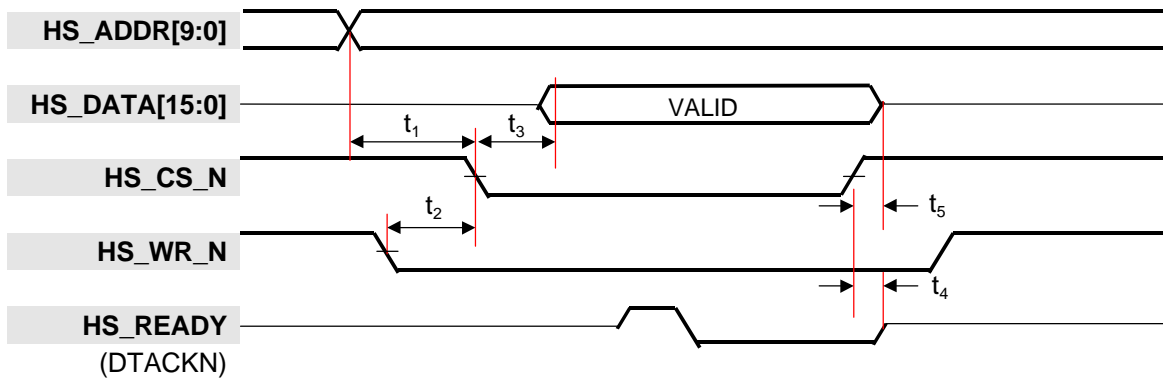 HS_ADDR[9:0]
HS_DATA[15:0]
VALID
t₁
t₃
HS_CS_N
t₂
t₅
HS_WR_N
t₄
HS_READY
(DTACKN)